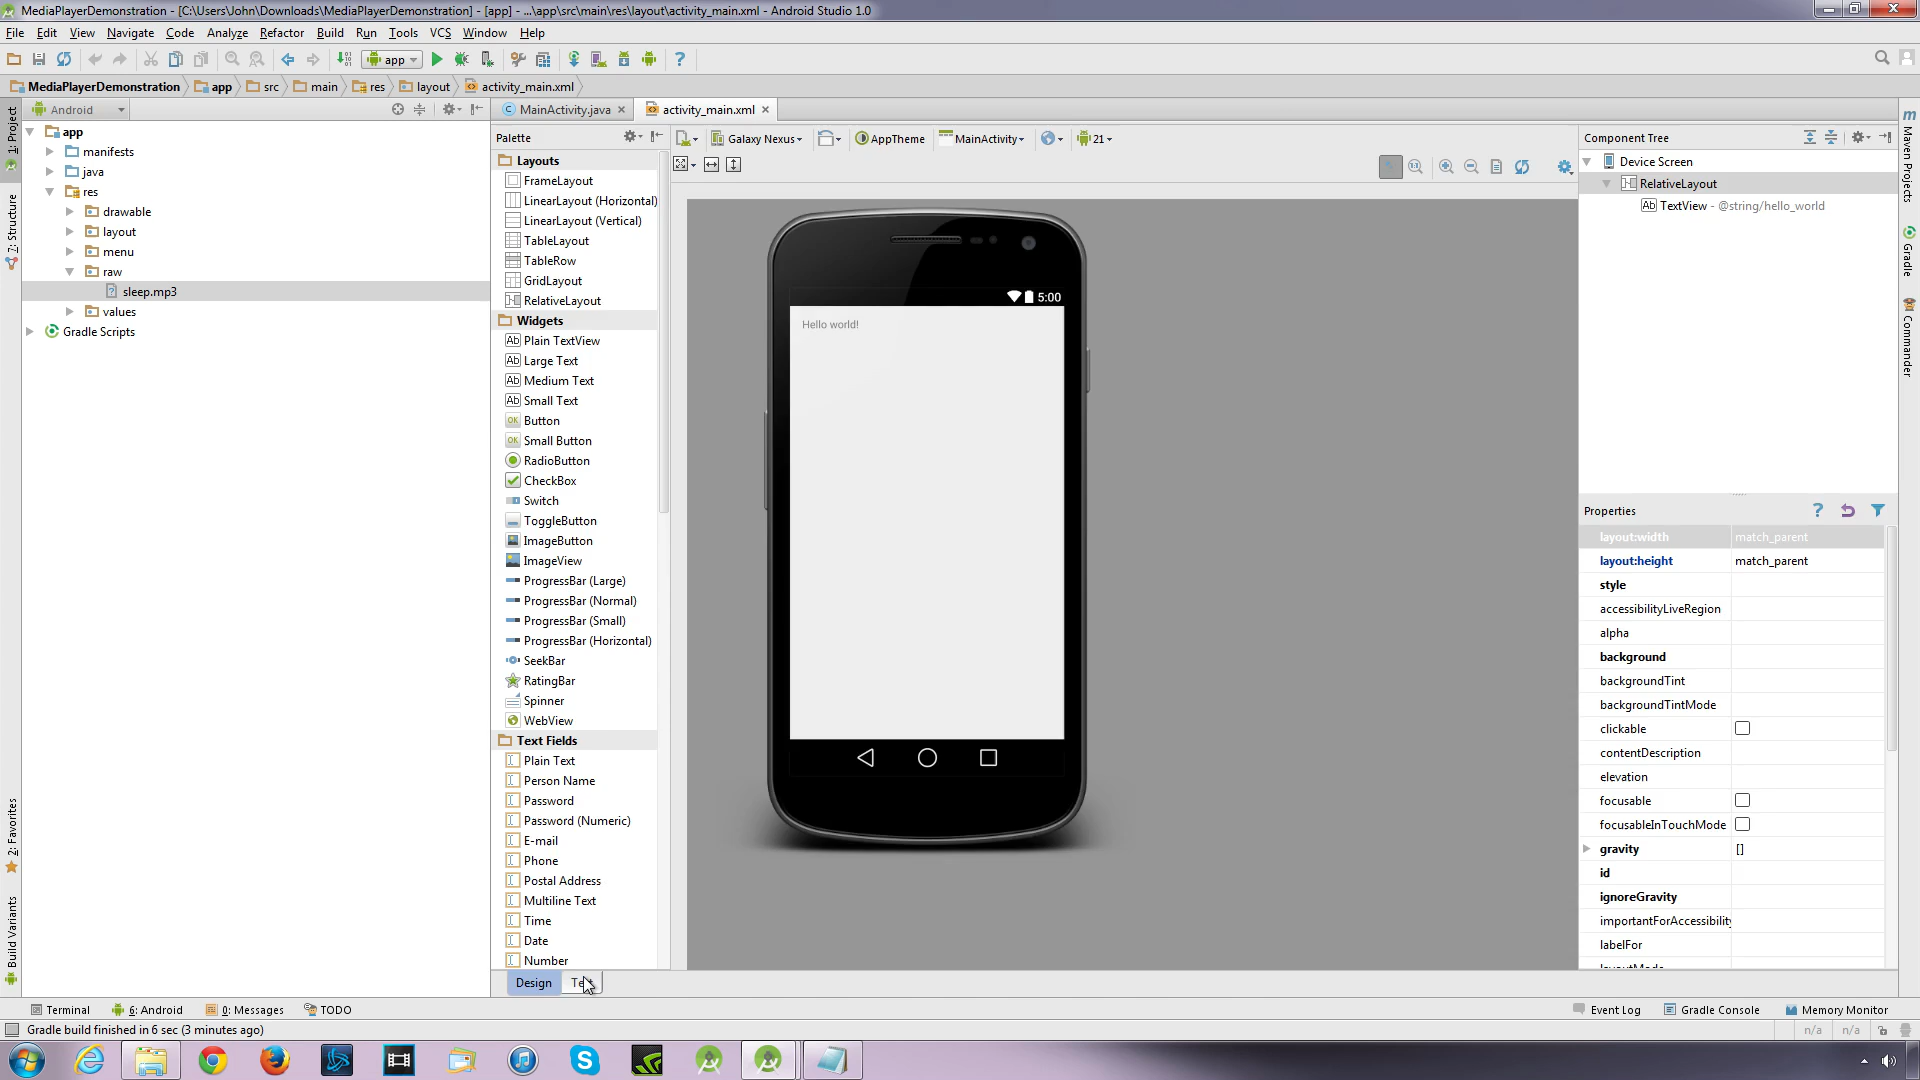 MediaPlayerDemonstration - [C:\Users\John\Downloads\MediaPlayerDemonstration] - [app] - ...\app\src\main\res\layout\activity_main.xml - Android Studio 1.0
File Edit View Navigate Code Analyze Refactor Build Run Tools VCS Window Help
app
MediaPlayerDemonstration app src main res layout activity_main.xml
1: Project
7: Structure
2: Favorites
Build Variants
Android
app
manifests
java
res
drawable
layout
menu
raw
sleep.mp3
values
Gradle Scripts
MainActivity.java activity_main.xml
Palette
Layouts
FrameLayout
LinearLayout (Horizontal)
LinearLayout (Vertical)
TableLayout
TableRow
GridLayout
RelativeLayout
Widgets
Plain TextView
Large Text
Medium Text
Small Text
Button
Small Button
RadioButton
CheckBox
Switch
ToggleButton
ImageButton
ImageView
ProgressBar (Large)
ProgressBar (Normal)
ProgressBar (Small)
ProgressBar (Horizontal)
SeekBar
RatingBar
Spinner
WebView
Text Fields
Plain Text
Person Name
Password
Password (Numeric)
E-mail
Phone
Postal Address
Multiline Text
Time
Date
Number
Design
Galaxy Nexus AppTheme MainActivity 21
5:00
Hello world!
Component Tree
Device Screen
RelativeLayout
TextView - @string/hello_world
Properties
layout:width match_parent
layout:height match_parent
style
accessibilityLiveRegion
alpha
background
backgroundTint
backgroundTintMode
clickable
contentDescription
elevation
focusable
focusableInTouchMode
gravity []
id
ignoreGravity
importantForAccessibility
labelFor
Maven Projects
Gradle
Commander
Terminal 6: Android 0: Messages TODO Event Log Gradle Console Memory Monitor
Gradle build finished in 6 sec (3 minutes ago) n/a n/a